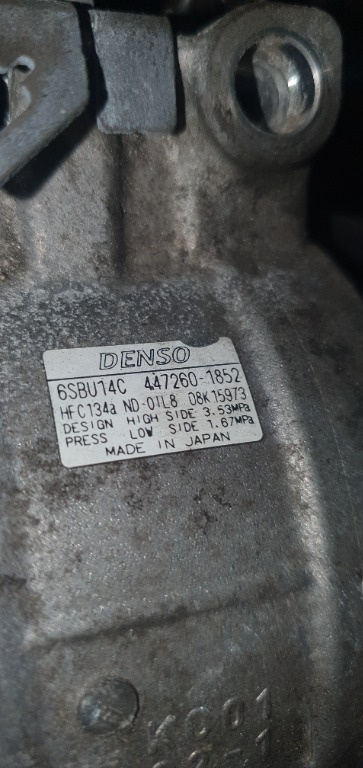 DENSO
6SBU14C 447260-1852
HFC134a ND-OIL8 08K15973
DESIGN HIGH SIDE 3.53MPa
PRESS LOW SIDE 1.67MPa
MADE IN JAPAN
KC01